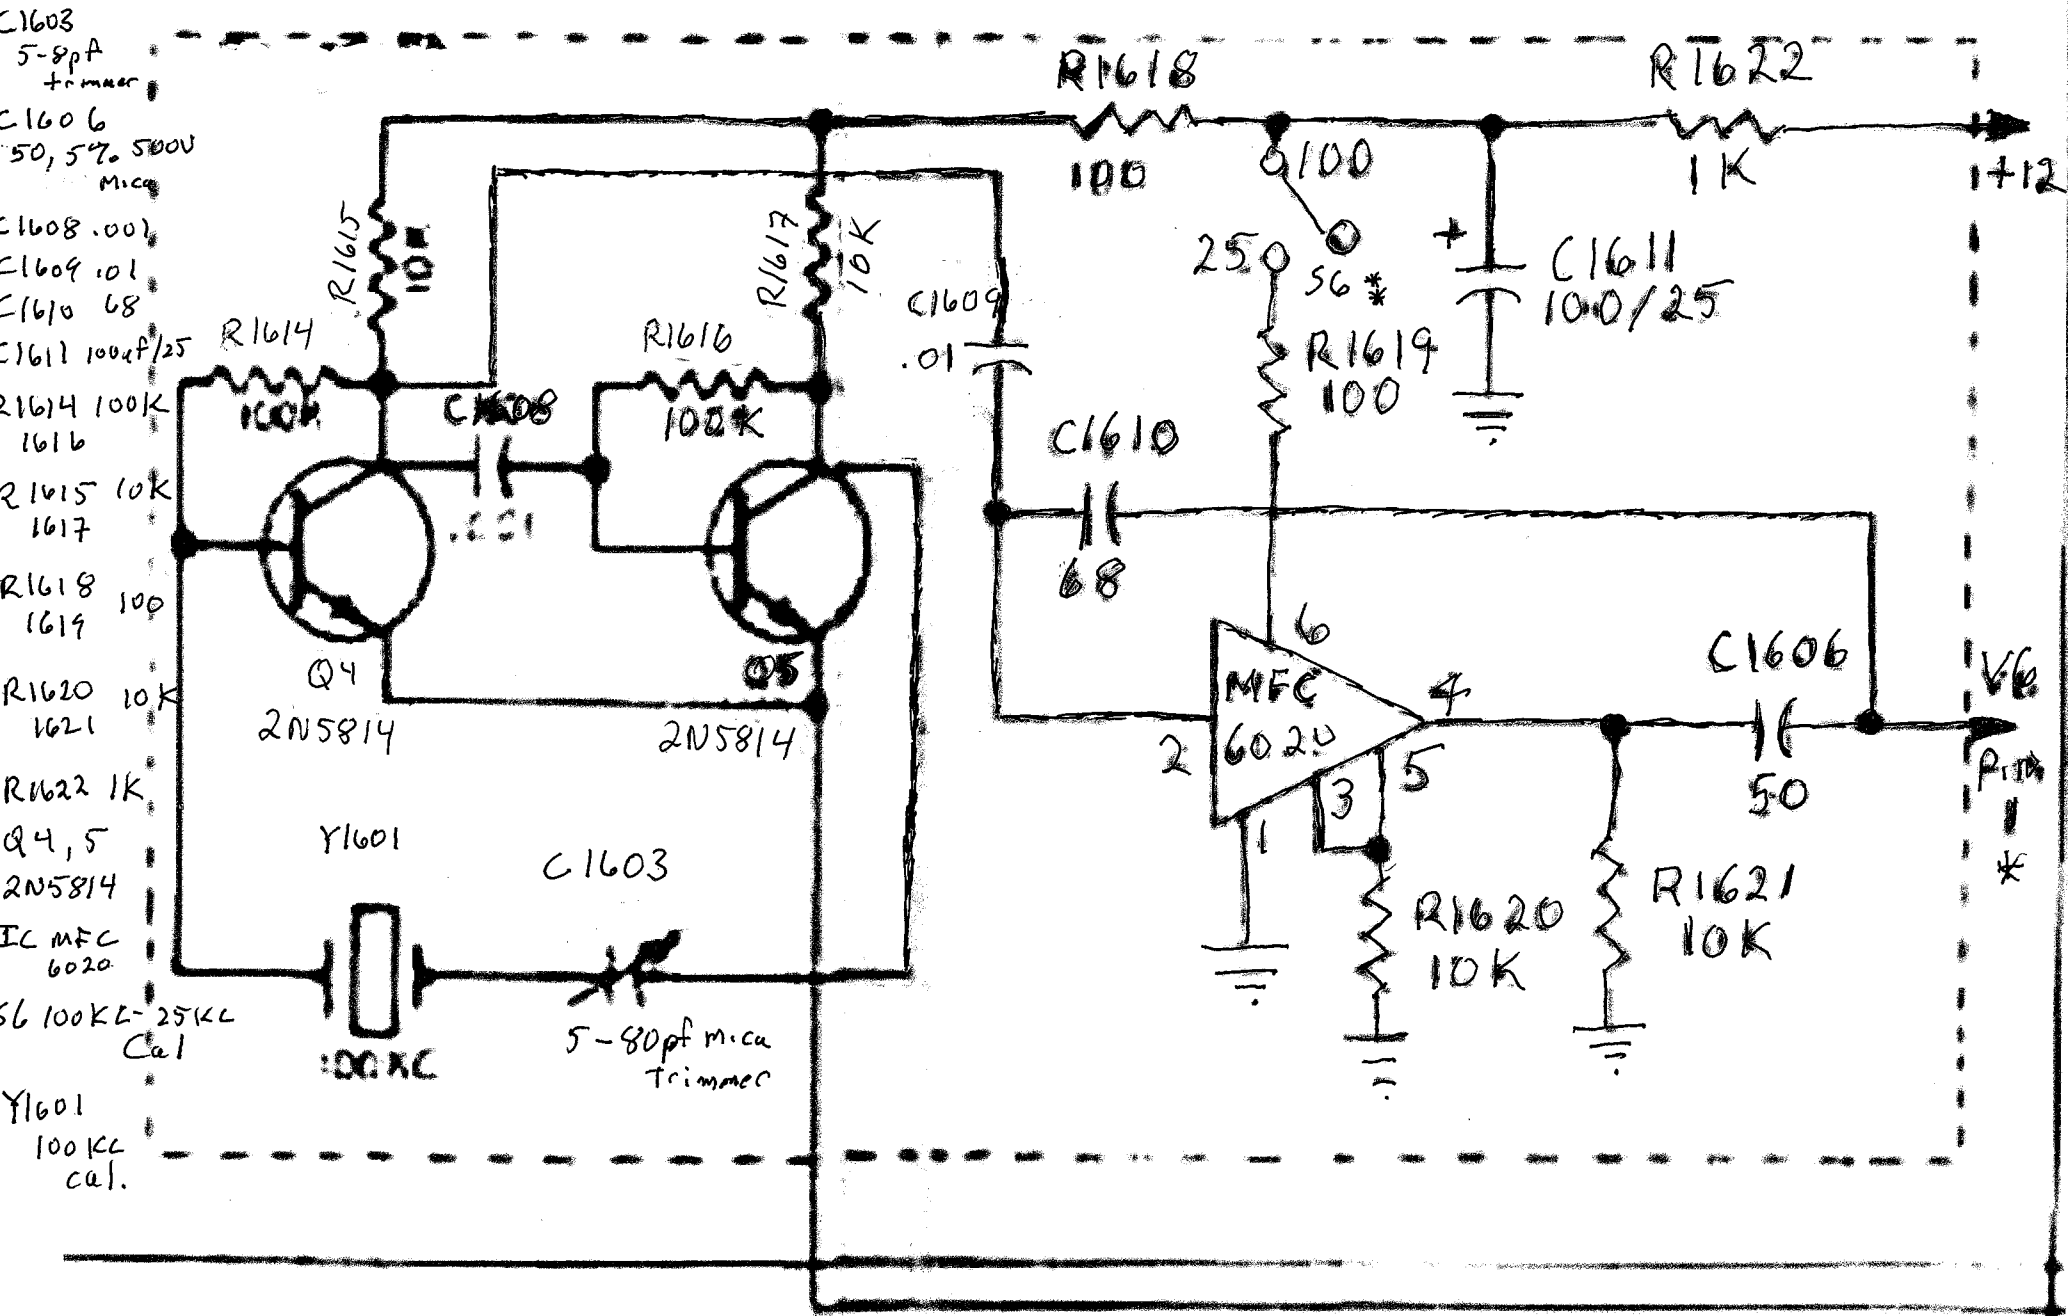 C1603
5-8pf
trimmer
C1606
50, 5% 500V
Mica
C1608 .001
C1609 .01
C1610 68
C1611 100uf/25
R1614 100K
1616
R1615 10K
1617
R1618
1619 100
R1620
1621 10K
R1622 1K
Q4,5
2N5814
IC MFC
6020
S6 100KC-25KC
Cal
Y1601
100KC
cal.
R1618
100
R1622
1K
+12
100
25
S6 **
+
C1611
100/25
R1619
100
R1615
10K
R1617
10K
C1609
.01
R1614
100K
C1608
.001
R1616
100K
C1610
68
Q4
2N5814
Q5
2N5814
MFC
6020
6
4
2
1
3
5
C1606
50
V6
Pin
1
*
R1620
10K
R1621
10K
Y1601
100KC
C1603
5-80pf mica
trimmer